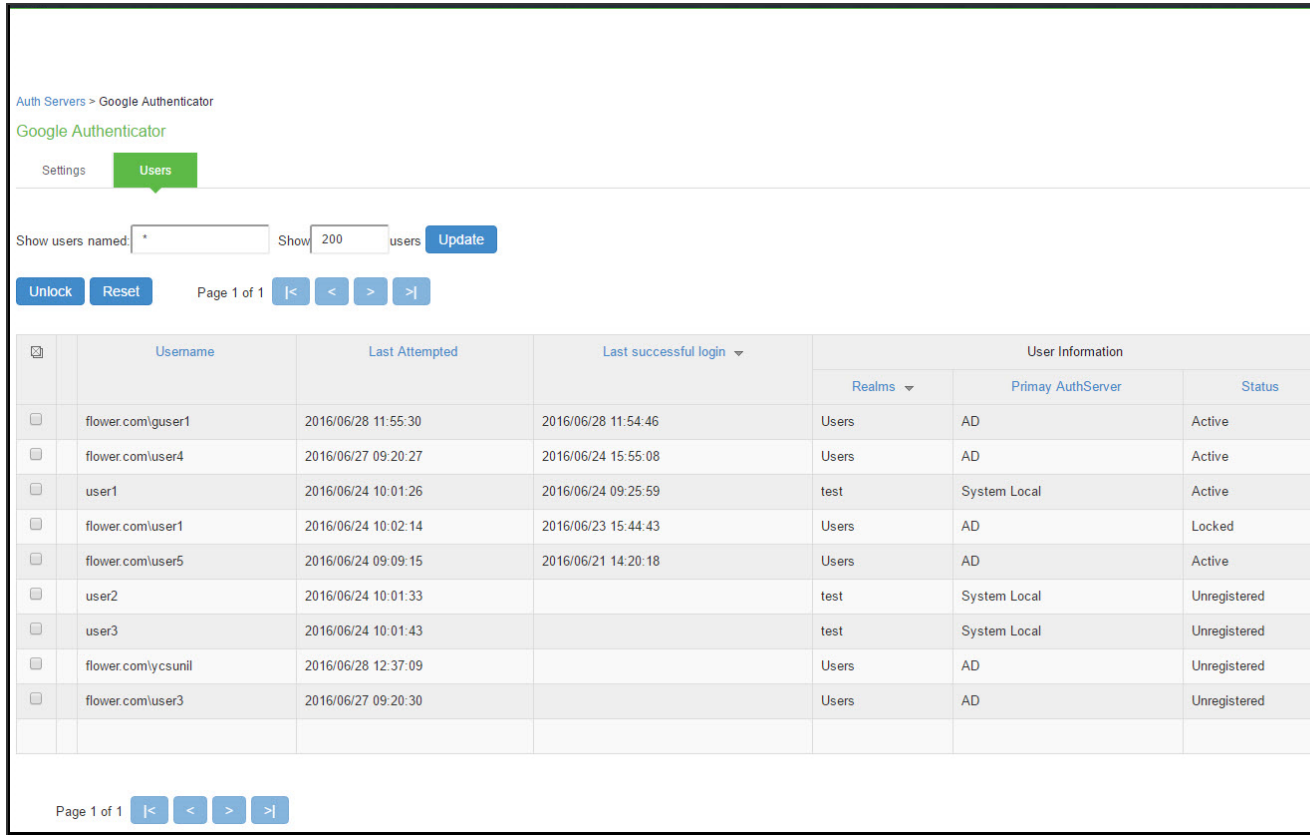 Auth Servers > Google Authenticator
Google Authenticator
Settings Users
Show users named: * Show 200 users Update
Unlock Reset Page 1 of 1 |< < > >|
Username Last Attempted Last successful login User Information
Realms Primay AuthServer Status
flower.com\guser1 2016/06/28 11:55:30 2016/06/28 11:54:46 Users AD Active
flower.com\user4 2016/06/27 09:20:27 2016/06/24 15:55:08 Users AD Active
user1 2016/06/24 10:01:26 2016/06/24 09:25:59 test System Local Active
flower.com\user1 2016/06/24 10:02:14 2016/06/23 15:44:43 Users AD Locked
flower.com\user5 2016/06/24 09:09:15 2016/06/21 14:20:18 Users AD Active
user2 2016/06/24 10:01:33 test System Local Unregistered
user3 2016/06/24 10:01:43 test System Local Unregistered
flower.com\ycsunil 2016/06/28 12:37:09 Users AD Unregistered
flower.com\user3 2016/06/27 09:20:30 Users AD Unregistered
Page 1 of 1 |< < > >|